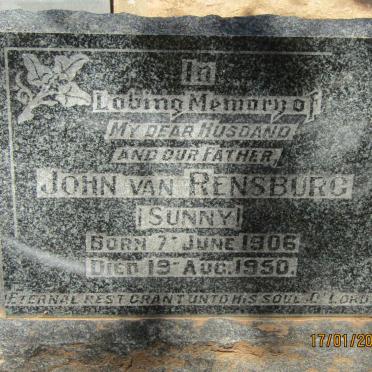 In
Loving Memory of
MY DEAR HUSBAND
AND OUR FATHER,
JOHN VAN RENSBURG
(SUNNY)
BORN 7TH JUNE 1906
DIED 19TH AUG. 1950.
ETERNAL REST GRANT UNTO HIS SOUL O' LORD
17/01/20